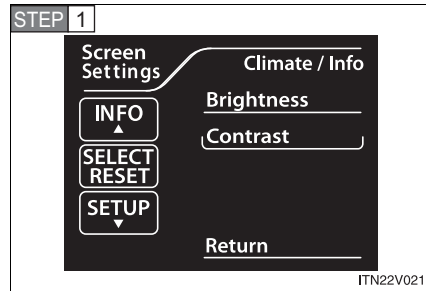 STEP 1
Screen
Settings
Climate / Info
INFO
SELECT
RESET
SETUP
Brightness
Contrast
Return
ITN22V021